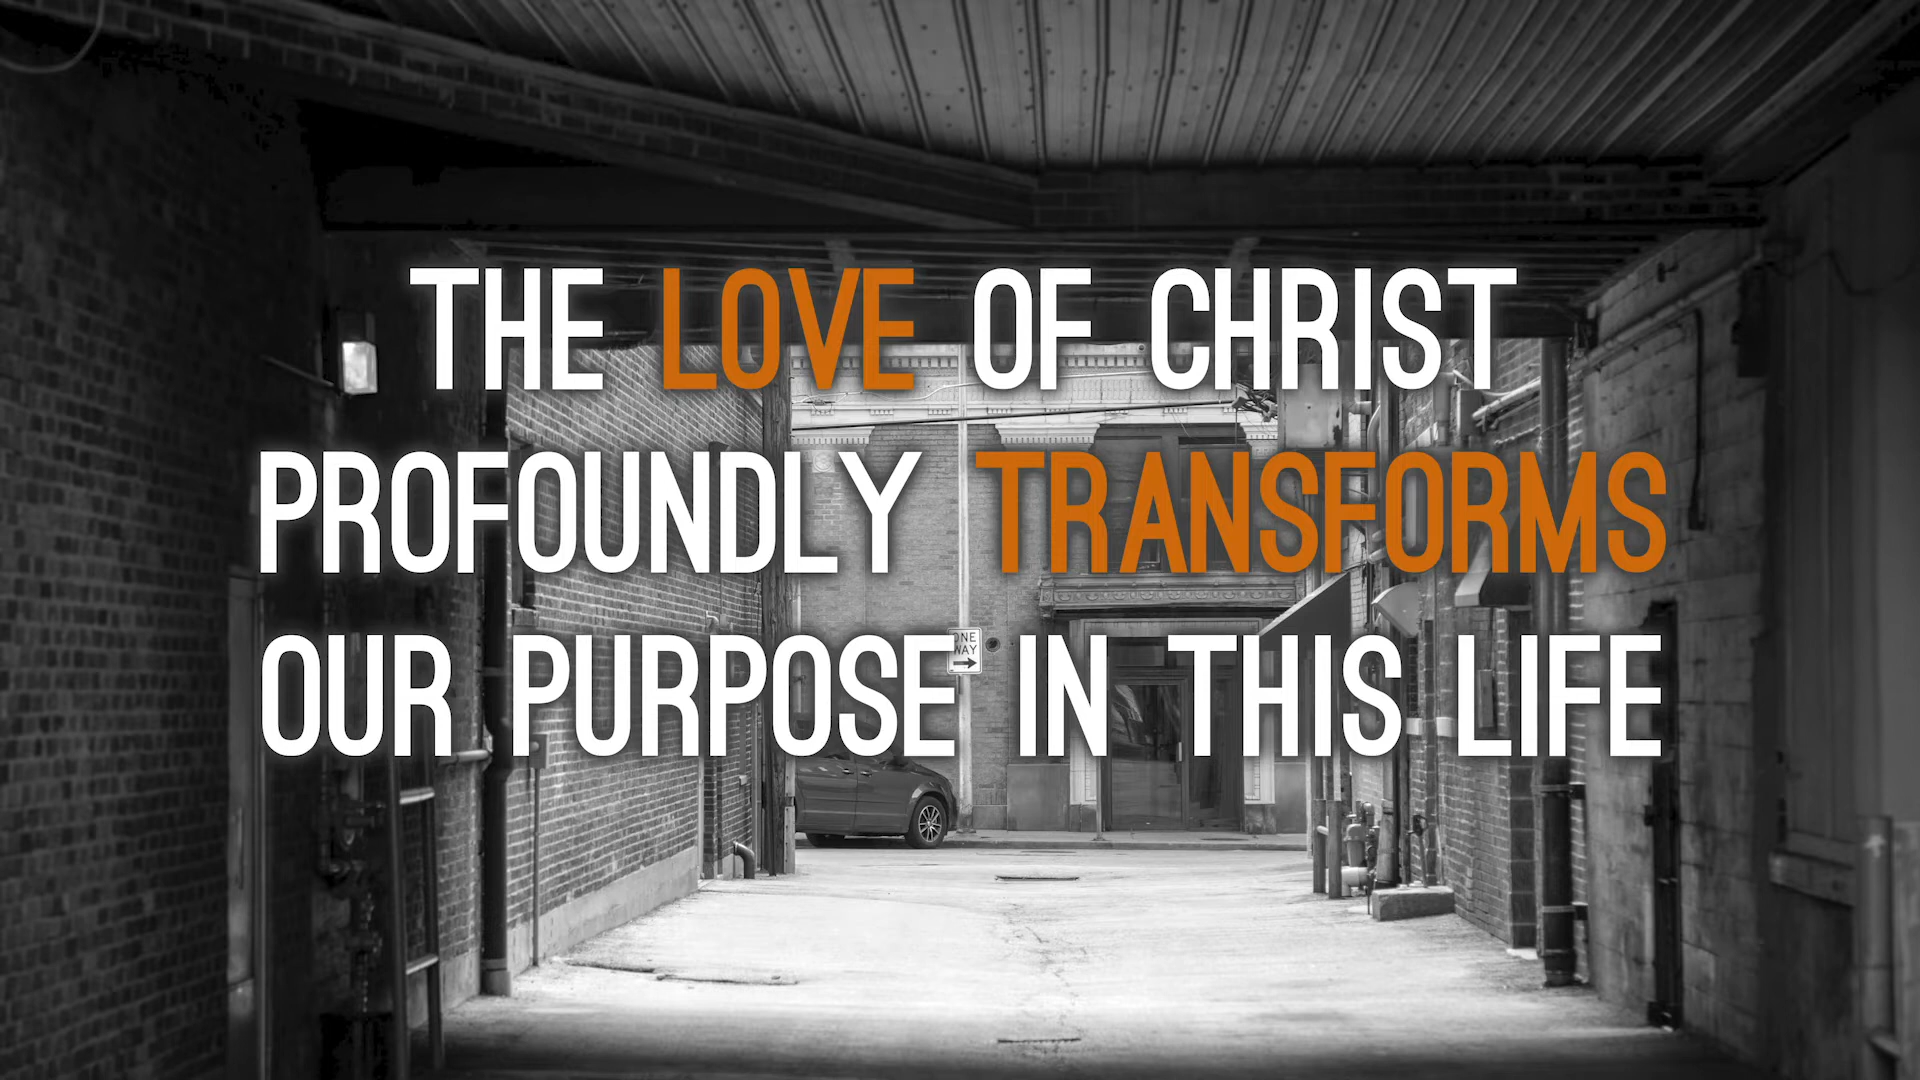 THE LOVE OF CHRIST
PROFOUNDLY TRANSFORMS
OUR PURPOSE IN THIS LIFE
ONE
WAY